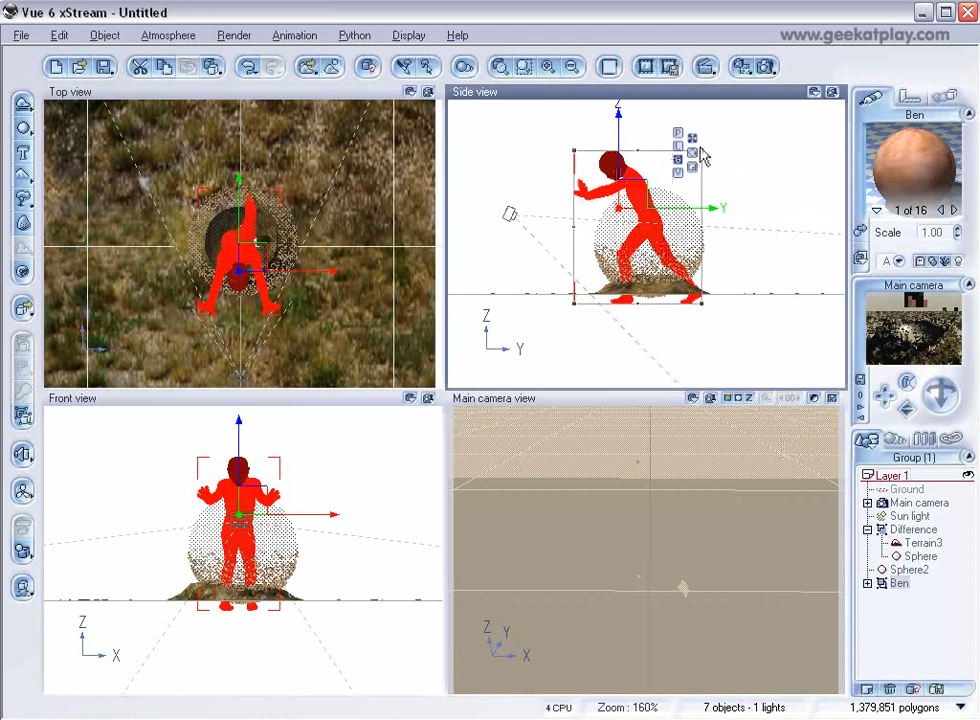 Vue 6 xStream - Untitled
File Edit Object Atmosphere Render Animation Python Display Help
www.geekatplay.com
Top view
Side view
Ben
Z
P
L
G
V
Y
1 of 16
Scale 1.00
A
Z
Y
Main camera
Front view
Main camera view
Group (1)
Layer 1
Ground
Main camera
Sun light
Difference
Terrain3
Sphere
Sphere2
Ben
Z
X
Z
Y
X
4 CPU
Zoom : 160%
7 objects - 1 lights
1,379,851 polygons